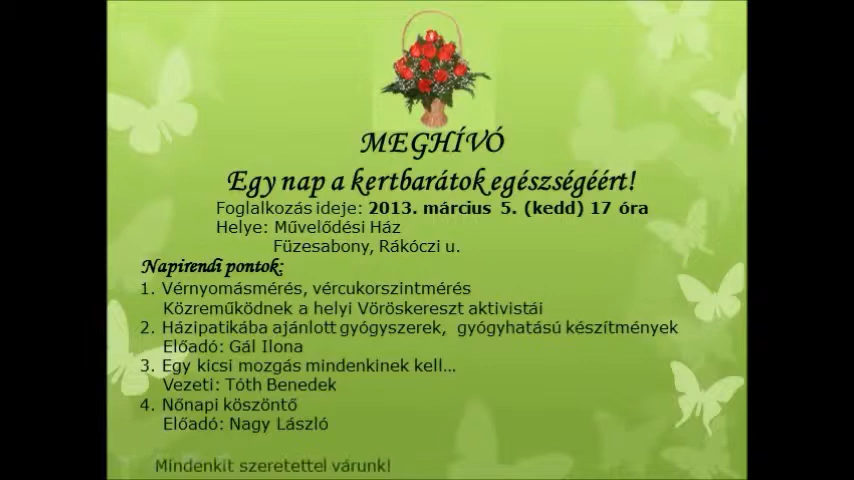 MEGHÍVÓ
Egy nap a kertbarátok egészségéért!
Foglalkozás ideje: 2013. március 5. (kedd) 17 óra
Helye: Művelődési Ház
Füzesabony, Rákóczi u.
Napirendi pontok:
1. Vérnyomásmérés, vércukorszintmérés
Közreműködnek a helyi Vöröskereszt aktivistái
2. Házipatikába ajánlott gyógyszerek, gyógyhatású készítmények
Előadó: Gál Ilona
3. Egy kicsi mozgás mindenkinek kell…
Vezeti: Tóth Benedek
4. Nőnapi köszöntő
Előadó: Nagy László
Mindenkit szeretettel várunk!